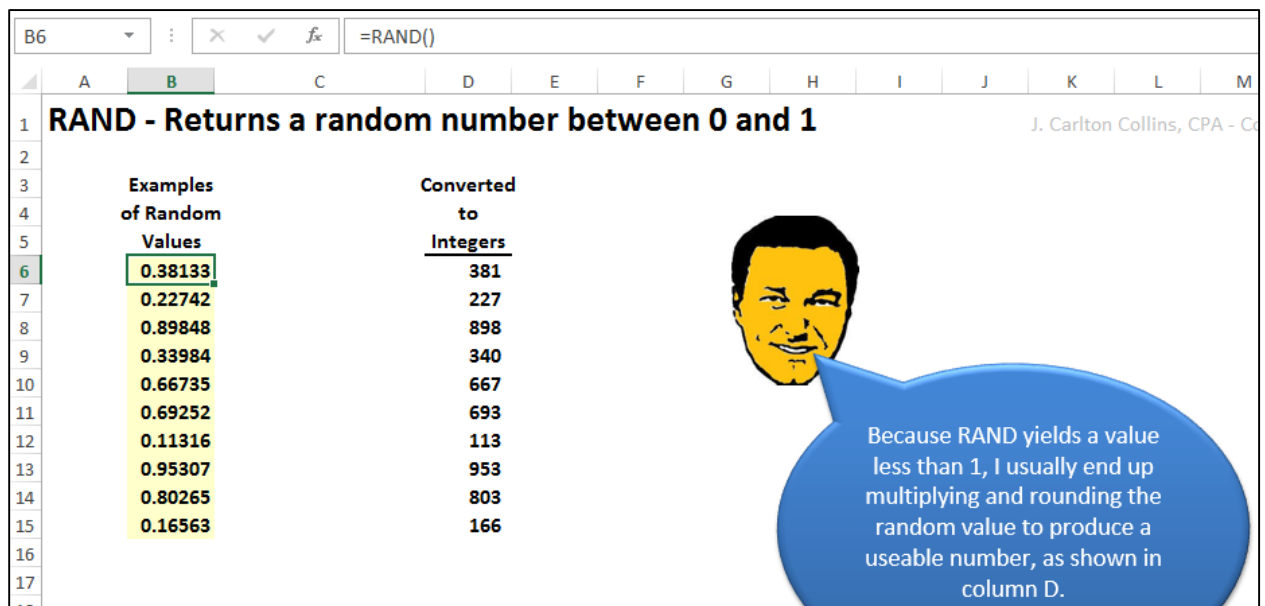 B6 fx =RAND()
A B C D E F G H I J K L M
1 RAND - Returns a random number between 0 and 1 J. Carlton Collins, CPA -
2
3 Examples Converted
4 of Random to
5 Values Integers
6 0.38133 381
7 0.22742 227
8 0.89848 898
9 0.33984 340
10 0.66735 667
11 0.69252 693
12 0.11316 113
13 0.95307 953
14 0.80265 803
15 0.16563 166
16
17
Because RAND yields a value
less than 1, I usually end up
multiplying and rounding the
random value to produce a
useable number, as shown in
column D.